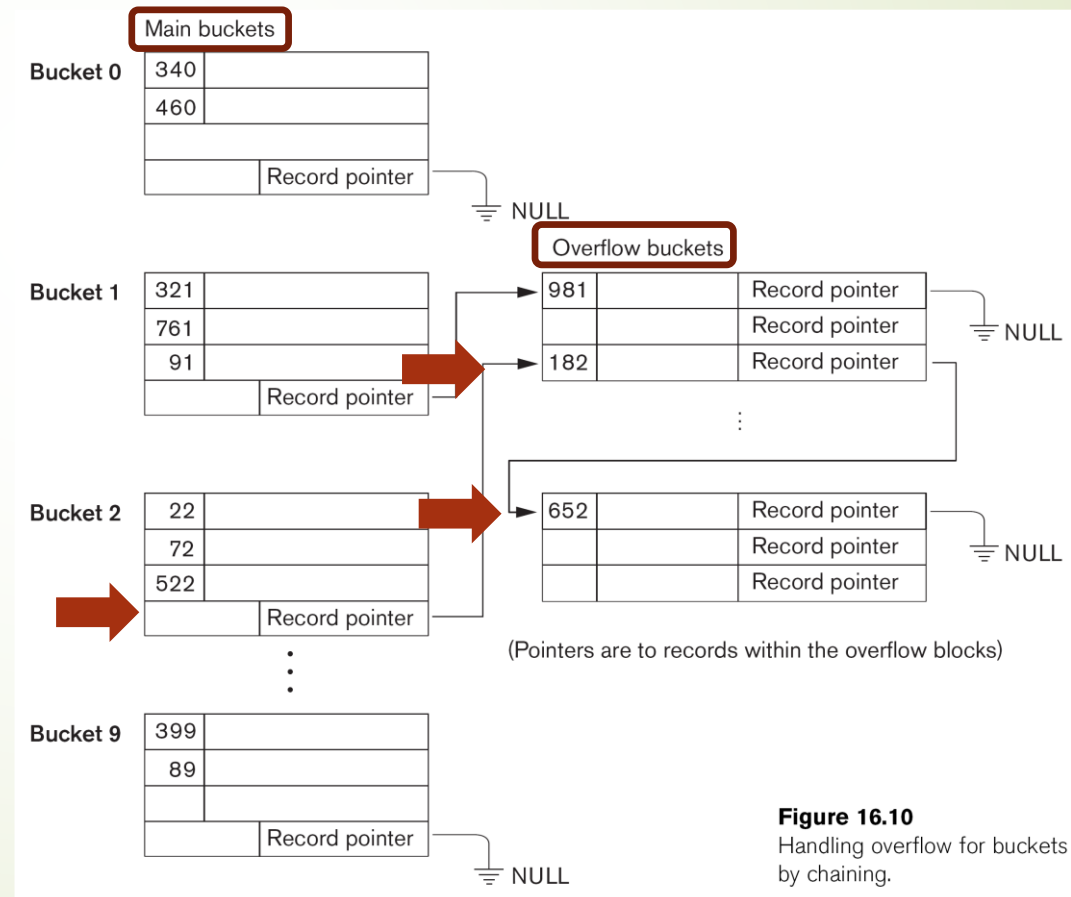 Main buckets
Bucket 0
340
460
Record pointer
NULL
Overflow buckets
Bucket 1
321
761
91
Record pointer
981 Record pointer
Record pointer
182 Record pointer
NULL
Bucket 2
22
72
522
Record pointer
652 Record pointer
Record pointer
Record pointer
NULL
(Pointers are to records within the overflow blocks)
Bucket 9
399
89
Record pointer
NULL
Figure 16.10
Handling overflow for buckets
by chaining.